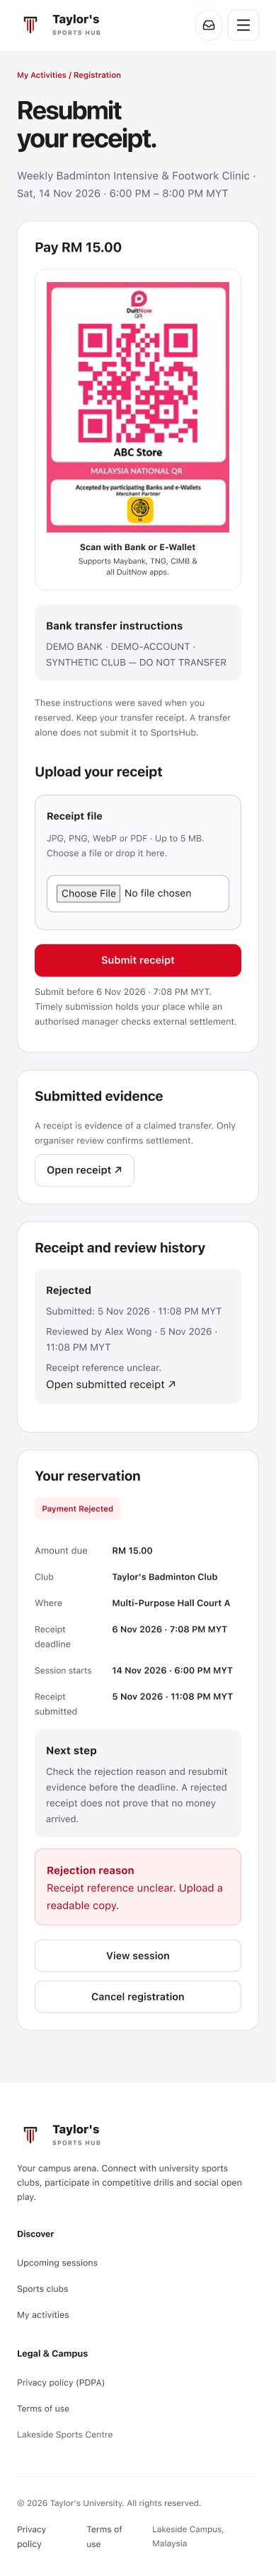 Taylor's
SPORTS HUB
My Activities / Registration
Resubmit
your receipt.
Weekly Badminton Intensive & Footwork Clinic ·
Sat, 14 Nov 2026 · 6:00 PM – 8:00 PM MYT
Pay RM 15.00
DuitNow
QR
ABC Store
MALAYSIA NATIONAL QR
Accepted by participating Banks and e-Wallets
Merchant Partner
Scan with Bank or E-Wallet
Supports Maybank, TNG, CIMB &
all DuitNow apps.
Bank transfer instructions
DEMO BANK · DEMO-ACCOUNT ·
SYNTHETIC CLUB — DO NOT TRANSFER
These instructions were saved when you
reserved. Keep your transfer receipt. A transfer
alone does not submit it to SportsHub.
Upload your receipt
Receipt file
JPG, PNG, WebP or PDF · Up to 5 MB.
Choose a file or drop it here.
Choose File No file chosen
Submit receipt
Submit before 6 Nov 2026 · 7:08 PM MYT.
Timely submission holds your place while an
authorised manager checks external settlement.
Submitted evidence
A receipt is evidence of a claimed transfer. Only
organiser review confirms settlement.
Open receipt ↗
Receipt and review history
Rejected
Submitted: 5 Nov 2026 · 11:08 PM MYT
Reviewed by Alex Wong · 5 Nov 2026 ·
11:08 PM MYT
Receipt reference unclear.
Open submitted receipt ↗
Your reservation
Payment Rejected
Amount due RM 15.00
Club Taylor's Badminton Club
Where Multi-Purpose Hall Court A
Receipt 6 Nov 2026 · 7:08 PM MYT
deadline
Session starts 14 Nov 2026 · 6:00 PM MYT
Receipt 5 Nov 2026 · 11:08 PM MYT
submitted
Next step
Check the rejection reason and resubmit
evidence before the deadline. A rejected
receipt does not prove that no money
arrived.
Rejection reason
Receipt reference unclear. Upload a
readable copy.
View session
Cancel registration
Taylor's
SPORTS HUB
Your campus arena. Connect with university sports
clubs, participate in competitive drills and social open
play.
Discover
Upcoming sessions
Sports clubs
My activities
Legal & Campus
Privacy policy (PDPA)
Terms of use
Lakeside Sports Centre
© 2026 Taylor's University. All rights reserved.
Privacy Terms of Lakeside Campus,
policy use Malaysia